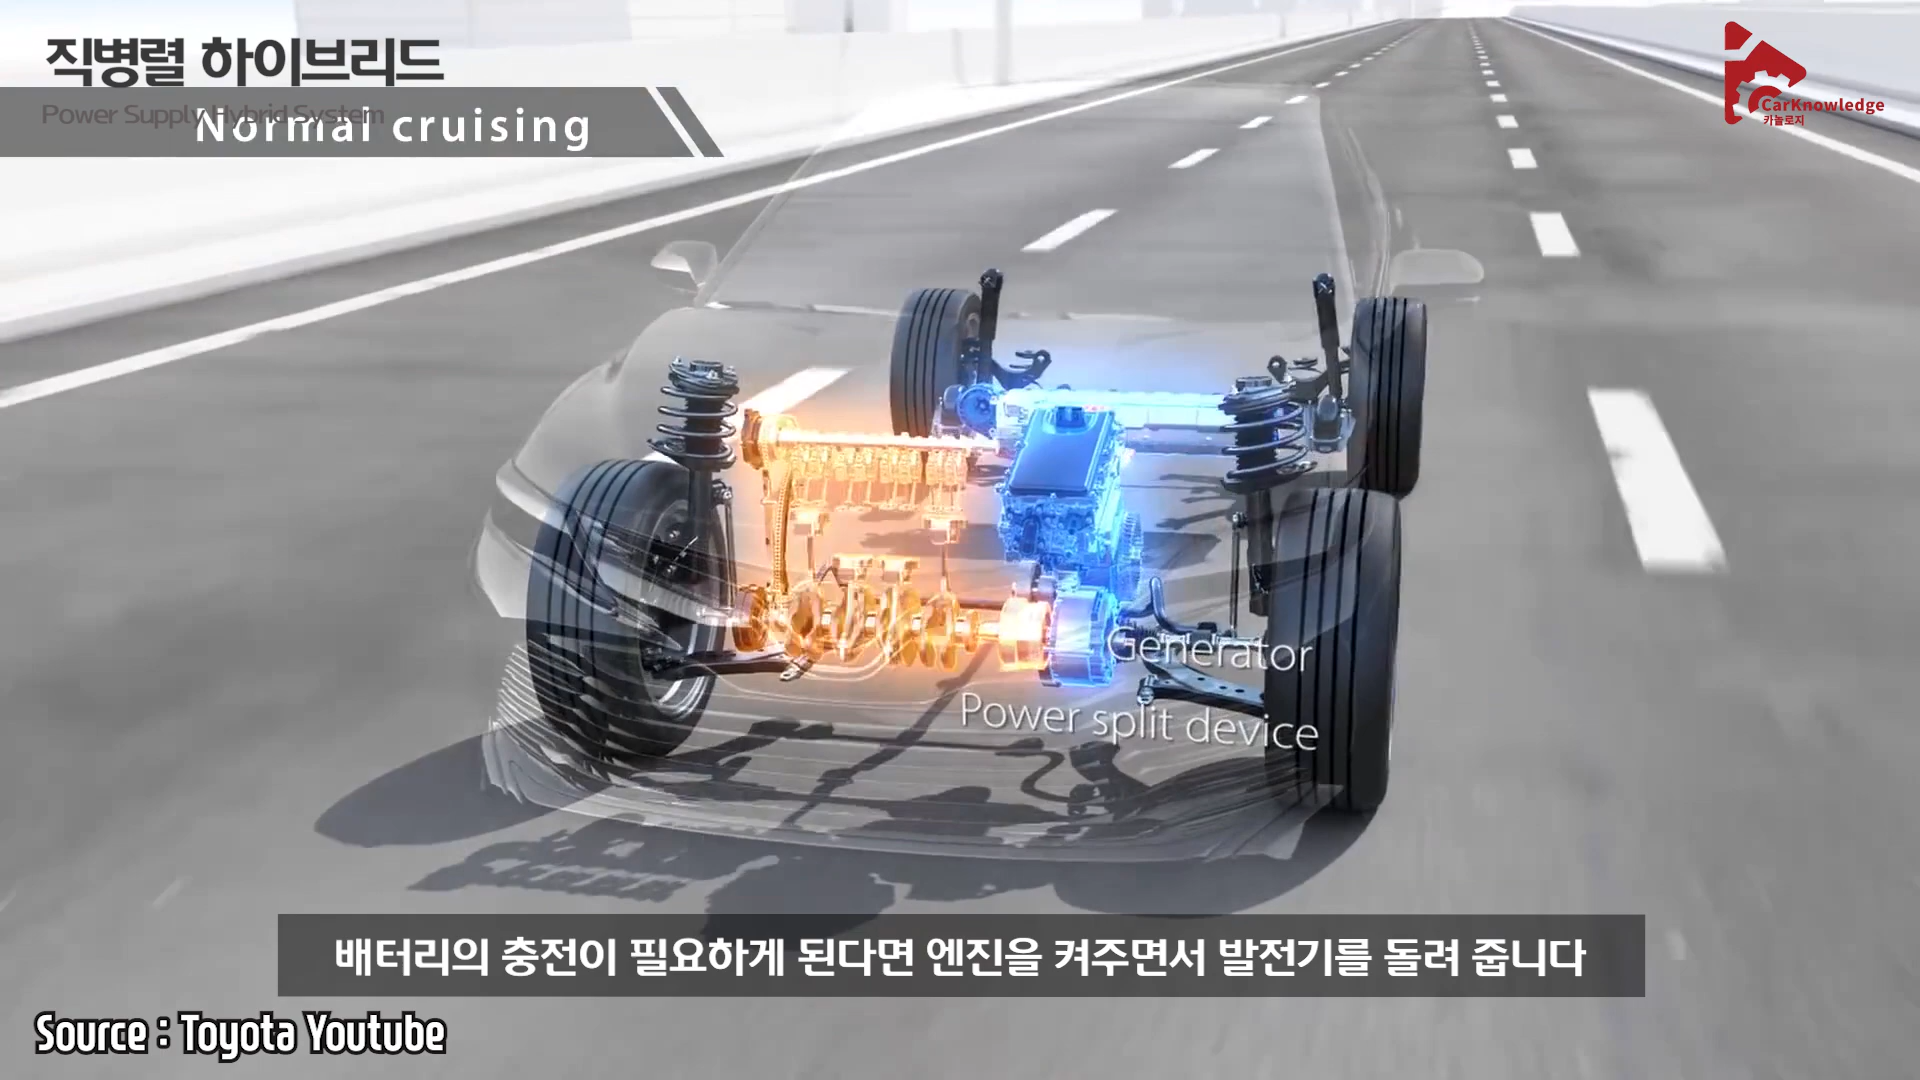 직병렬 하이브리드
Power Supply Hybrid System
Normal cruising
CarKnowledge
카놀로지
Generator
Power split device
배터리의 충전이 필요하게 된다면 엔진을 켜주면서 발전기를 돌려 줍니다
Source : Toyota Youtube